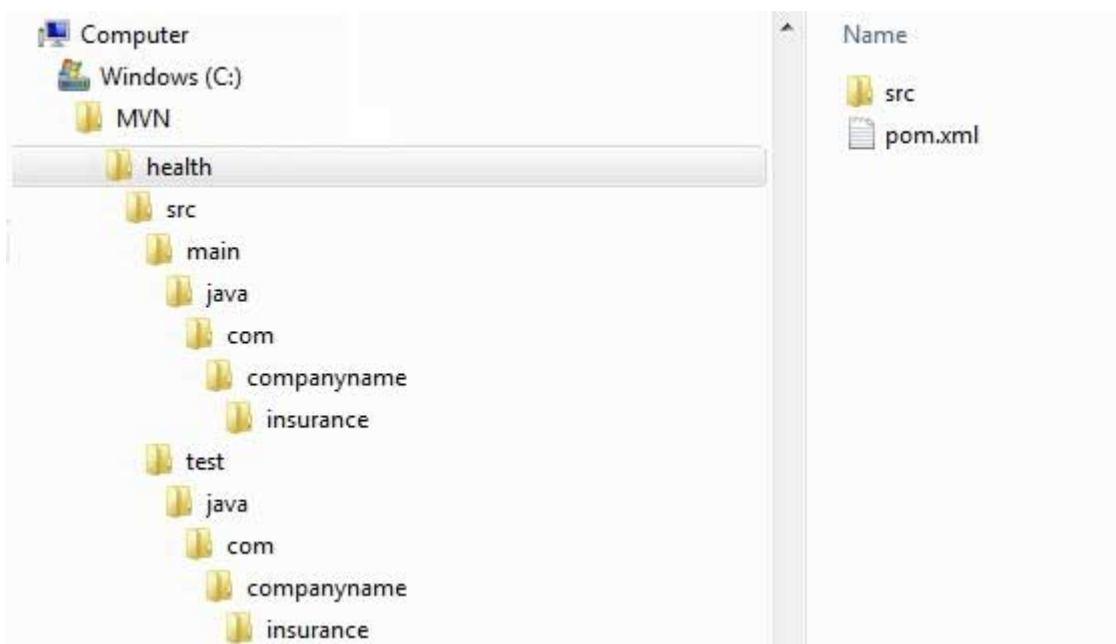 Computer
Windows (C:)
MVN
health
src
main
java
com
companyname
insurance
test
java
com
companyname
insurance
Name
src
pom.xml